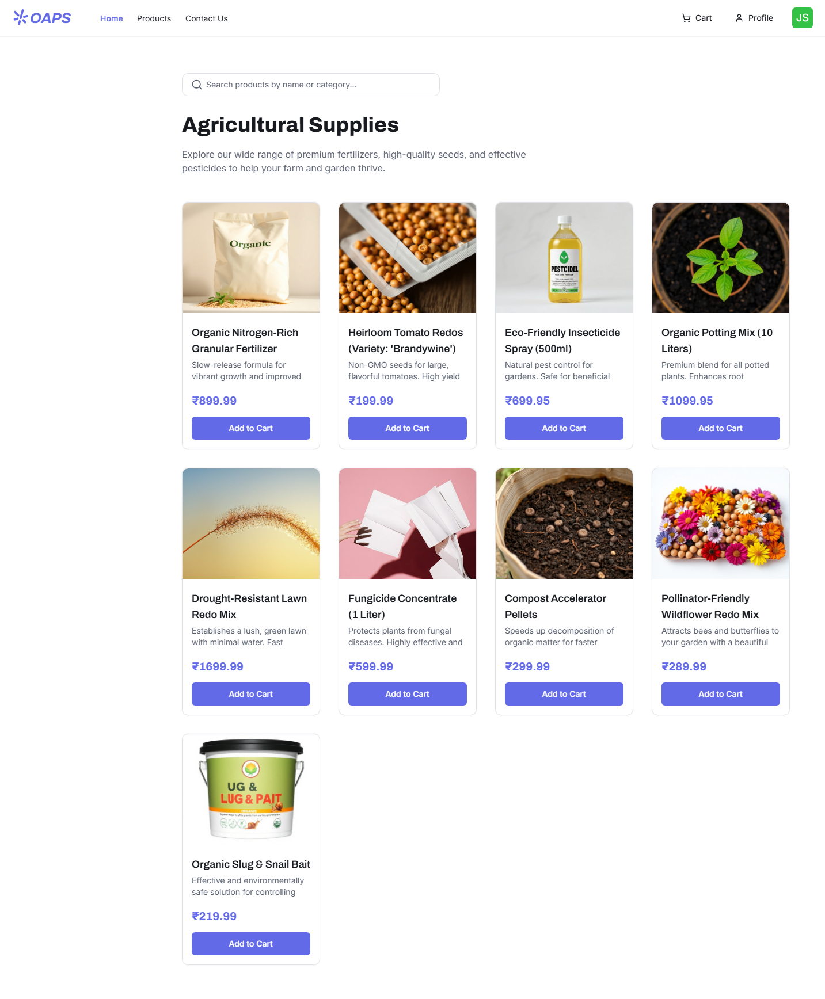 OAPS
Home
Products
Contact Us
Cart
Profile
JS
Search products by name or category...
Agricultural Supplies
Explore our wide range of premium fertilizers, high-quality seeds, and effective
pesticides to help your farm and garden thrive.
Organic
Organic Nitrogen-Rich
Granular Fertilizer
Slow-release formula for
vibrant growth and improved
₹899.99
Add to Cart
Heirloom Tomato Redos
(Variety: 'Brandywine')
Non-GMO seeds for large,
flavorful tomatoes. High yield
₹199.99
Add to Cart
PESTCIDEL
Eco-Friendly Insecticide
Spray (500ml)
Natural pest control for
gardens. Safe for beneficial
₹699.95
Add to Cart
Organic Potting Mix (10
Liters)
Premium blend for all potted
plants. Enhances root
₹1099.95
Add to Cart
Drought-Resistant Lawn
Redo Mix
Establishes a lush, green lawn
with minimal water. Fast
₹1699.99
Add to Cart
Fungicide Concentrate
(1 Liter)
Protects plants from fungal
diseases. Highly effective and
₹599.99
Add to Cart
Compost Accelerator
Pellets
Speeds up decomposition of
organic matter for faster
₹299.99
Add to Cart
Pollinator-Friendly
Wildflower Redo Mix
Attracts bees and butterflies to
your garden with a beautiful
₹289.99
Add to Cart
UG &
LUG & PAIT
ORGANIC
Organic Slug & Snail Bait
Effective and environmentally
safe solution for controlling
₹219.99
Add to Cart